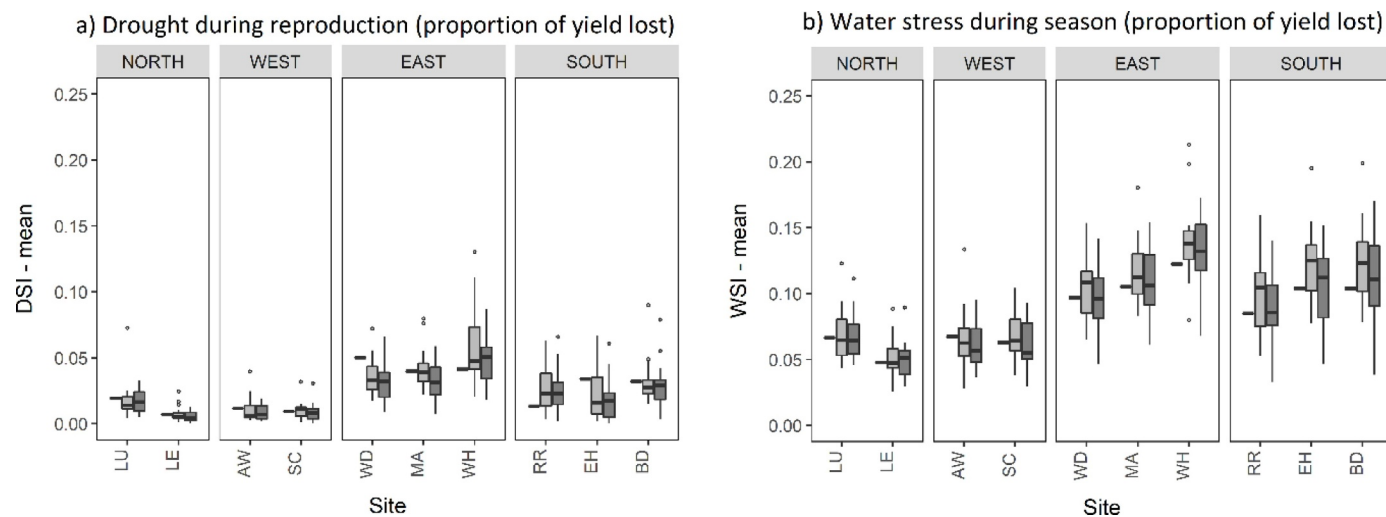 a) Drought during reproduction (proportion of yield lost)
NORTH WEST EAST SOUTH
0.25
0.20
0.15
0.10
0.05
0.00
DSI - mean
LU LE AW SC WD MA WH RR EH BD
Site
b) Water stress during season (proportion of yield lost)
NORTH WEST EAST SOUTH
0.25
0.20
0.15
0.10
0.05
0.00
WSI - mean
LU LE AW SC WD MA WH RR EH BD
Site